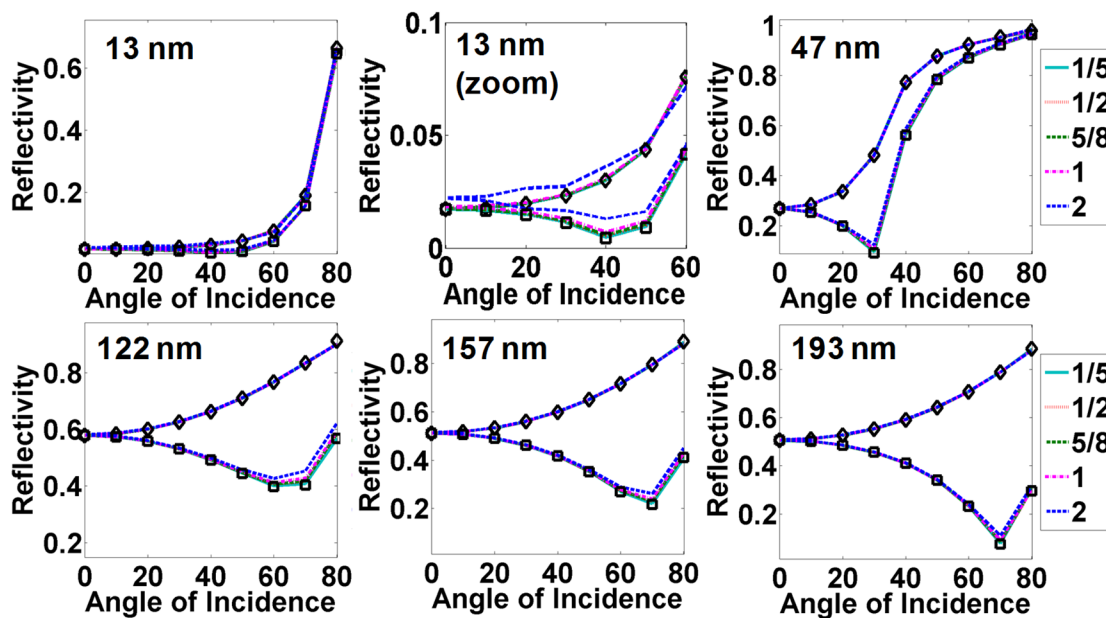 13 nm
Reflectivity
0.6
0.4
0.2
0 20 40 60 80
Angle of Incidence
13 nm
(zoom)
Reflectivity
0.1
0.05
0
0 20 40 60
Angle of Incidence
47 nm
Reflectivity
1
0.8
0.6
0.4
0.2
0 20 40 60 80
Angle of Incidence
1/5
1/2
5/8
1
2
122 nm
Reflectivity
0.8
0.6
0.4
0.2
0 20 40 60 80
Angle of Incidence
157 nm
Reflectivity
0.8
0.6
0.4
0.2
0 20 40 60 80
Angle of Incidence
193 nm
Reflectivity
0.8
0.6
0.4
0.2
0 20 40 60 80
Angle of Incidence
1/5
1/2
5/8
1
2